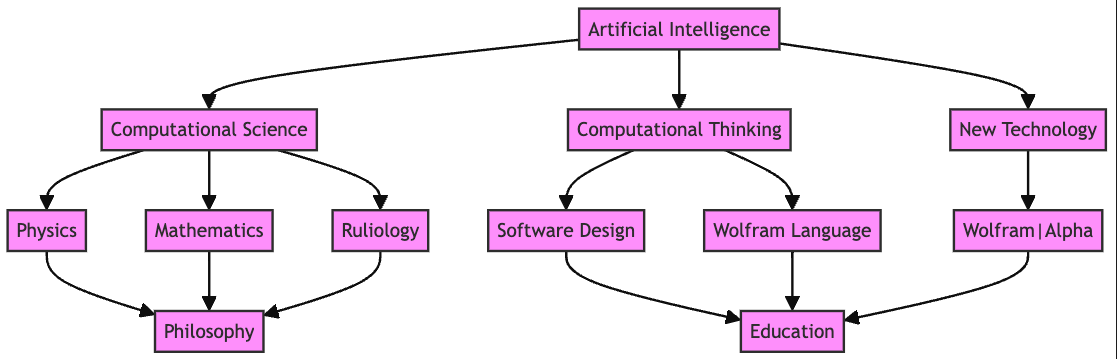 Artificial Intelligence
Computational Science
Computational Thinking
New Technology
Physics
Mathematics
Ruliology
Software Design
Wolfram Language
Wolfram|Alpha
Philosophy
Education